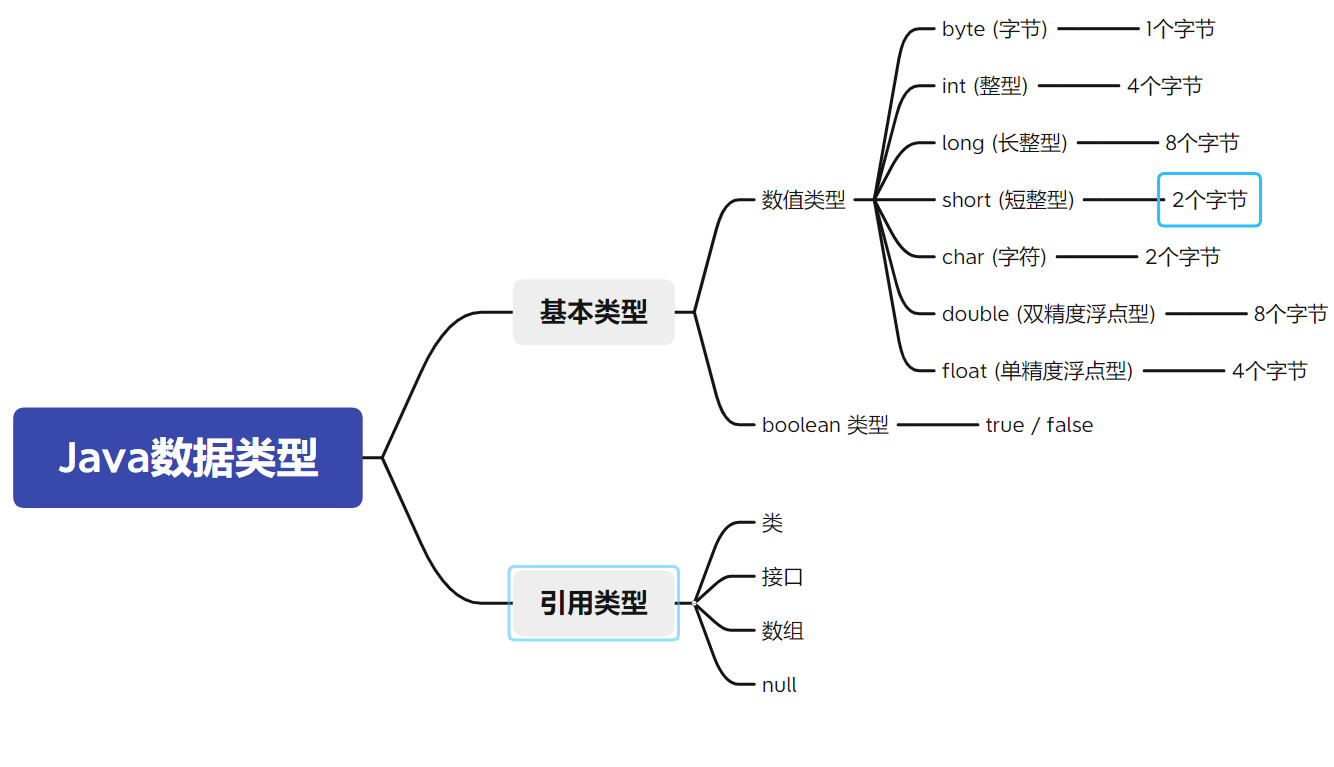 byte (字节)
1个字节
int (整型)
4个字节
long (长整型)
8个字节
数值类型
short (短整型)
2个字节
char (字符)
2个字节
基本类型
double (双精度浮点型)
8个字节
float (单精度浮点型)
4个字节
boolean 类型
true / false
Java数据类型
类
接口
引用类型
数组
null